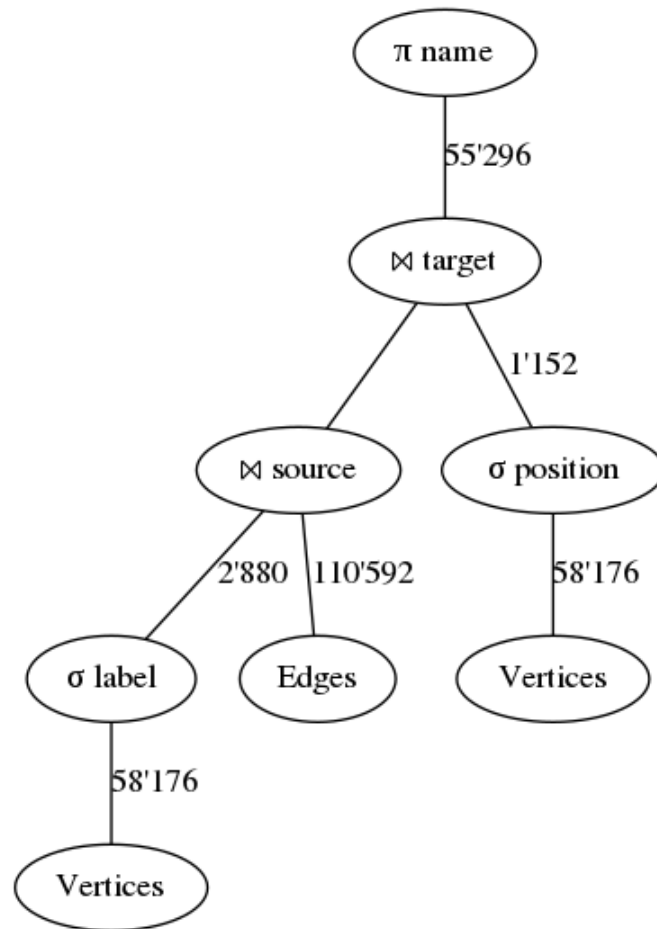 π name
55'296
⋈ target
1'152
⋈ source
σ position
2'880
110'592
58'176
σ label
Edges
Vertices
58'176
Vertices